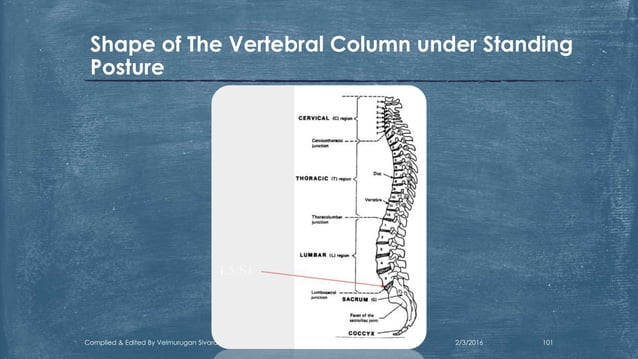 Shape of The Vertebral Column under Standing
Posture
CERVICAL (C) region
Cervicothoracic
junction
THORACIC (T) region
Disc
Vertebra
Thoracolumbar
junction
LUMBAR (L) region
L5/S1
Lumbosacral
junction
SACRUM (S)
Facet of the
sacroiliac joint
COCCYX
Complied & Edited By Velmurugan
2/3/2016
101